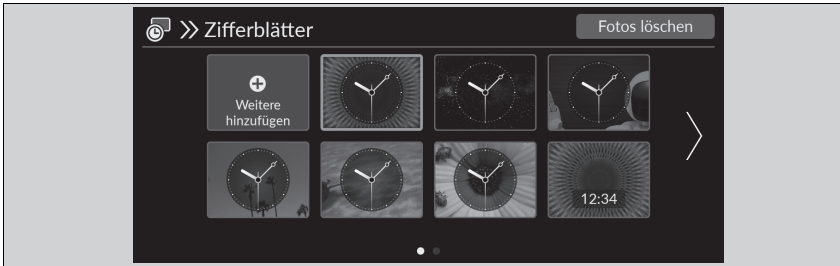 Zifferblätter
Fotos löschen
Weitere
hinzufügen
12:34